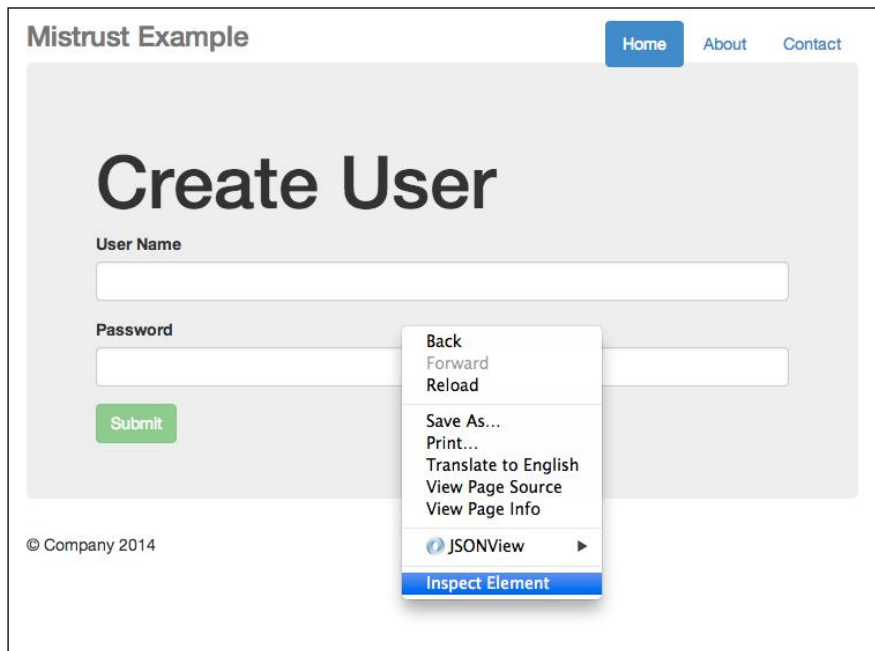 Mistrust Example
Home About Contact
Create User
User Name
Password
Submit
Back
Forward
Reload
Save As...
Print...
Translate to English
View Page Source
View Page Info
JSONView
Inspect Element
© Company 2014